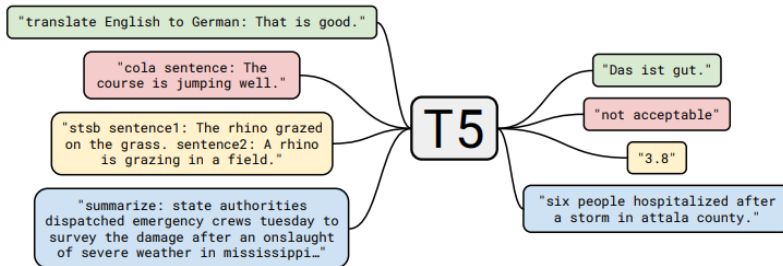 "translate English to German: That is good."
"cola sentence: The
course is jumping well."
"stsb sentence1: The rhino grazed
on the grass. sentence2: A rhino
is grazing in a field."
"summarize: state authorities
dispatched emergency crews tuesday to
survey the damage after an onslaught
of severe weather in mississippi…"
T5
"Das ist gut."
"not acceptable"
"3.8"
"six people hospitalized after
a storm in attala county."